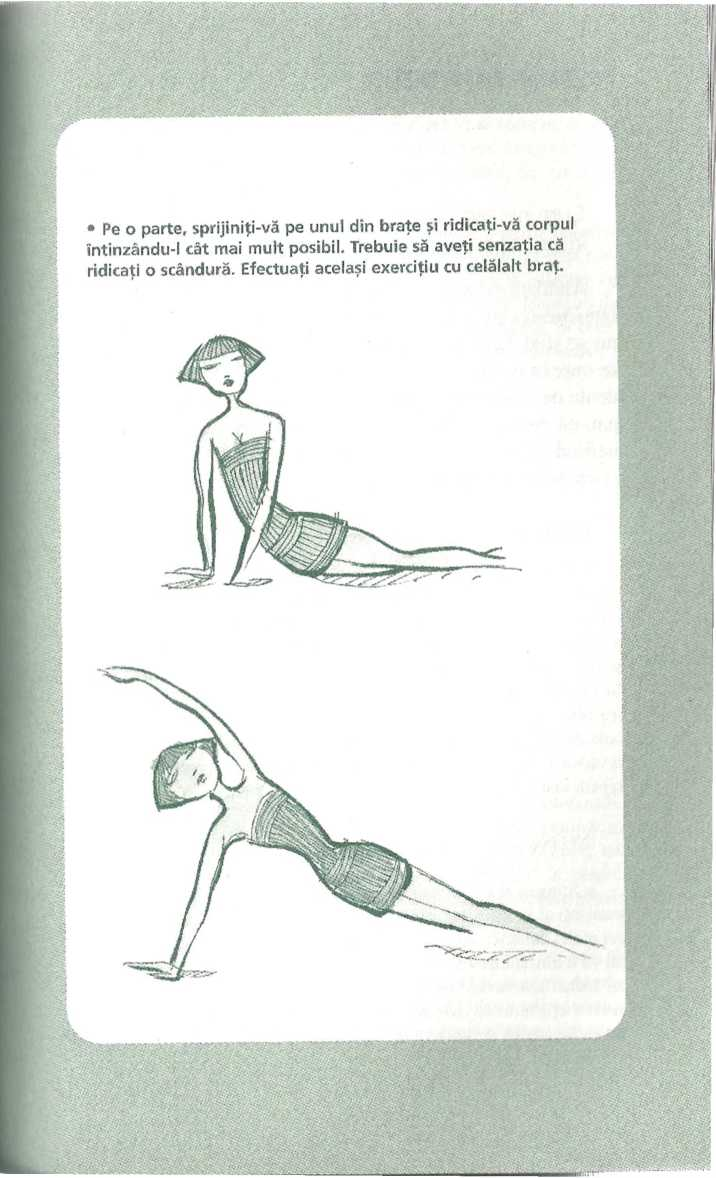 • Pe o parte, sprijiniți-vă pe unul din brațe și ridicați-vă corpul
întinzându-l cât mai mult posibil. Trebuie să aveți senzația că
ridicați o scândură. Efectuați același exercițiu cu celălalt braț.